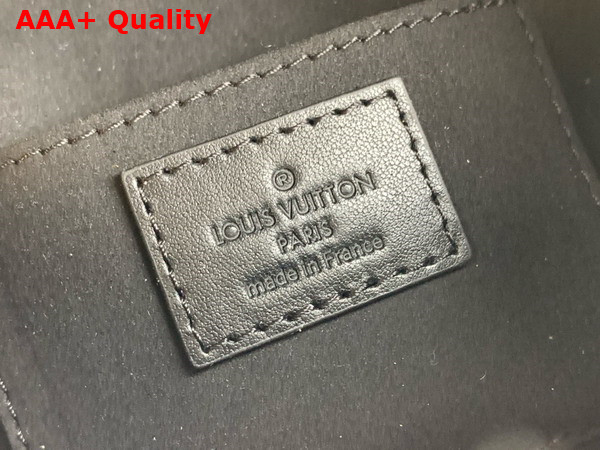 AAA+ Quality
®
LOUIS VUITTON
PARIS
made in France